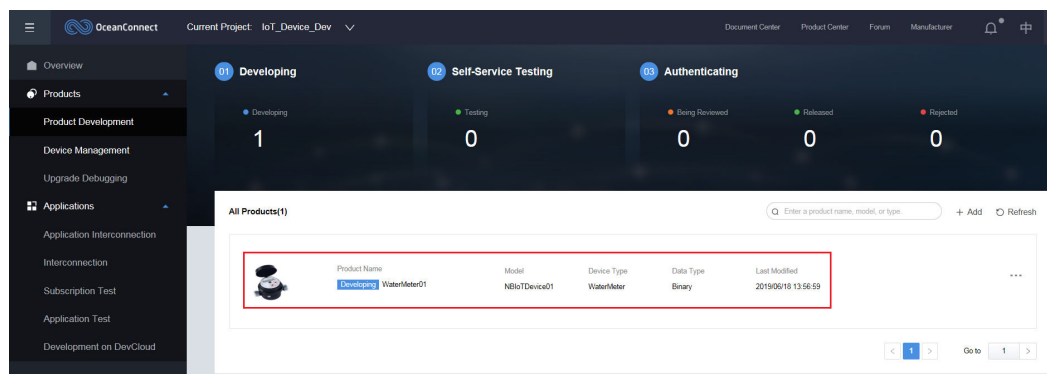 OceanConnect Current Project: IoT_Device_Dev Document Center Product Center Forum Manufacturer 中
Overview
Products
Product Development
Device Management
Upgrade Debugging
Applications
Application Interconnection
Interconnection
Subscription Test
Application Test
Development on DevCloud
01 Developing 02 Self-Service Testing 03 Authenticating
Developing Testing Being Reviewed Released Rejected
1 0 0 0 0
All Products(1) Enter a product name, model, or type. + Add Refresh
Product Name Model Device Type Data Type Last Modified
Developing WaterMeter01 NBIoTDevice01 WaterMeter Binary 2019/06/18 13:56:59
< 1 > Go to 1 >